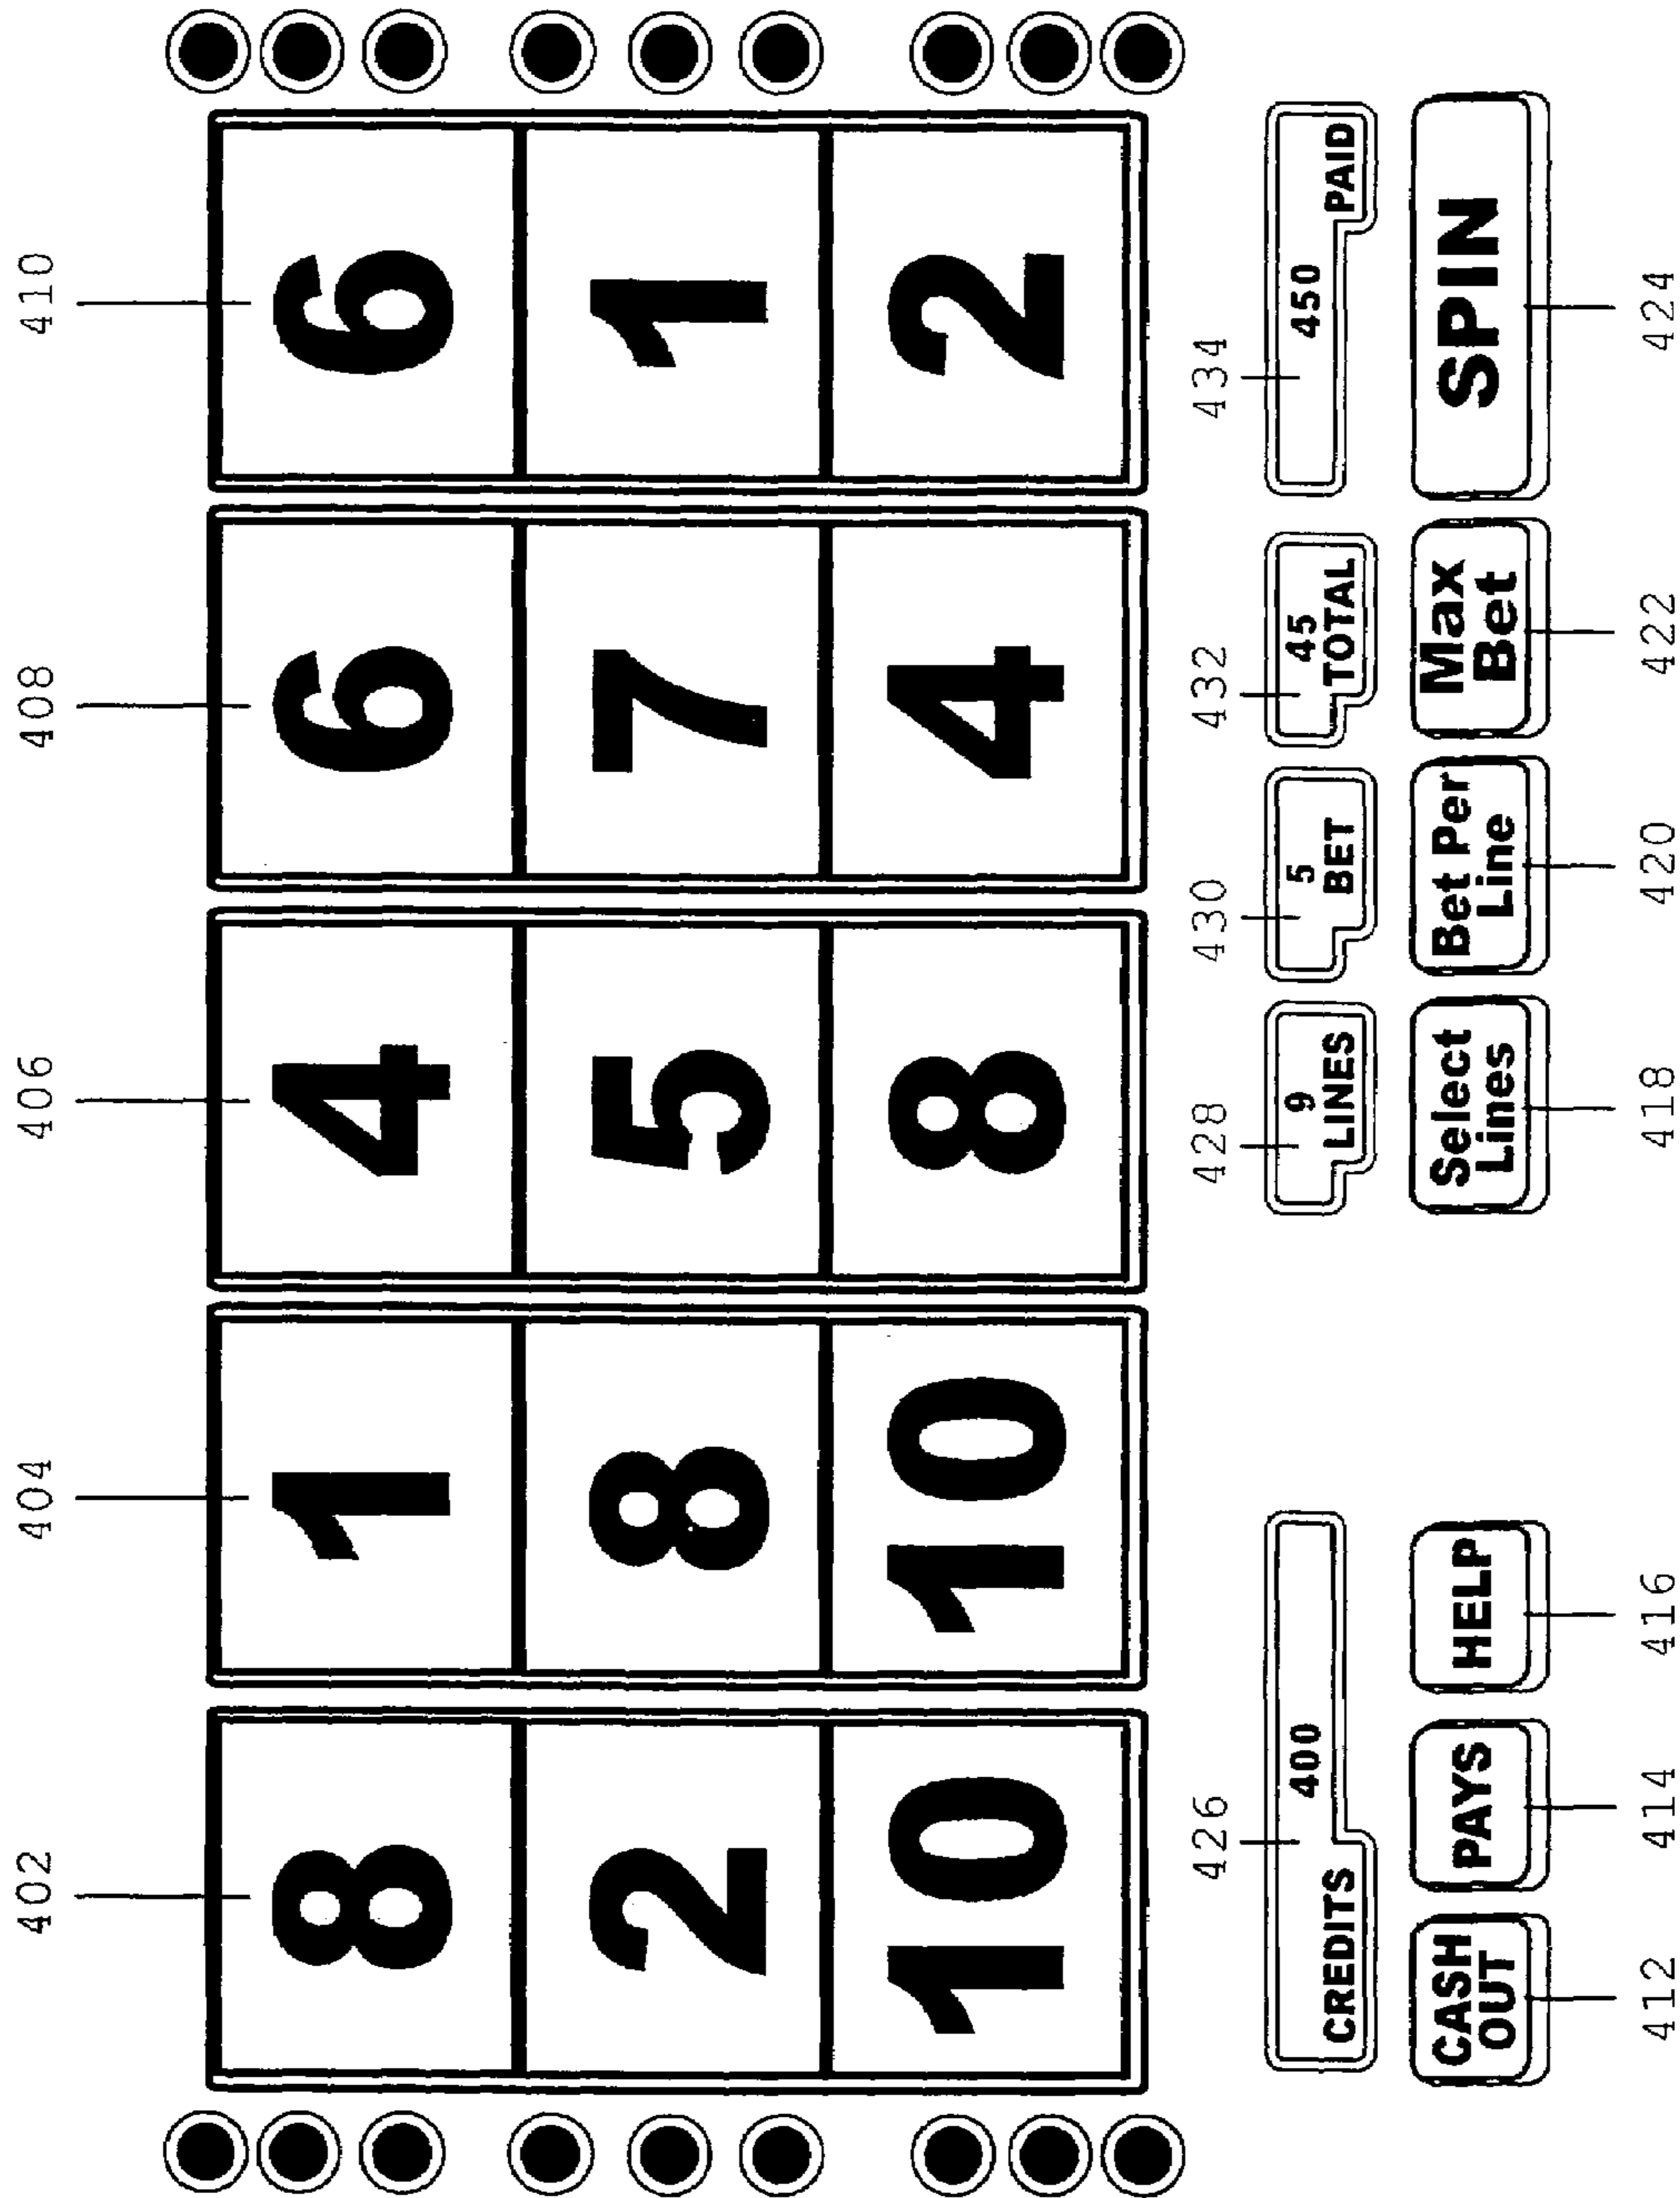 402 404 406 408 410
8 1 4 6 6
2 8 5 7 1
10 10 8 4 2
426 428 430 432 434
400 9 5 45 450
CREDITS LINES BET TOTAL PAID
CASH OUT PAYS HELP Select Lines Bet Per Line Max Bet SPIN
412 414 416 418 420 422 424